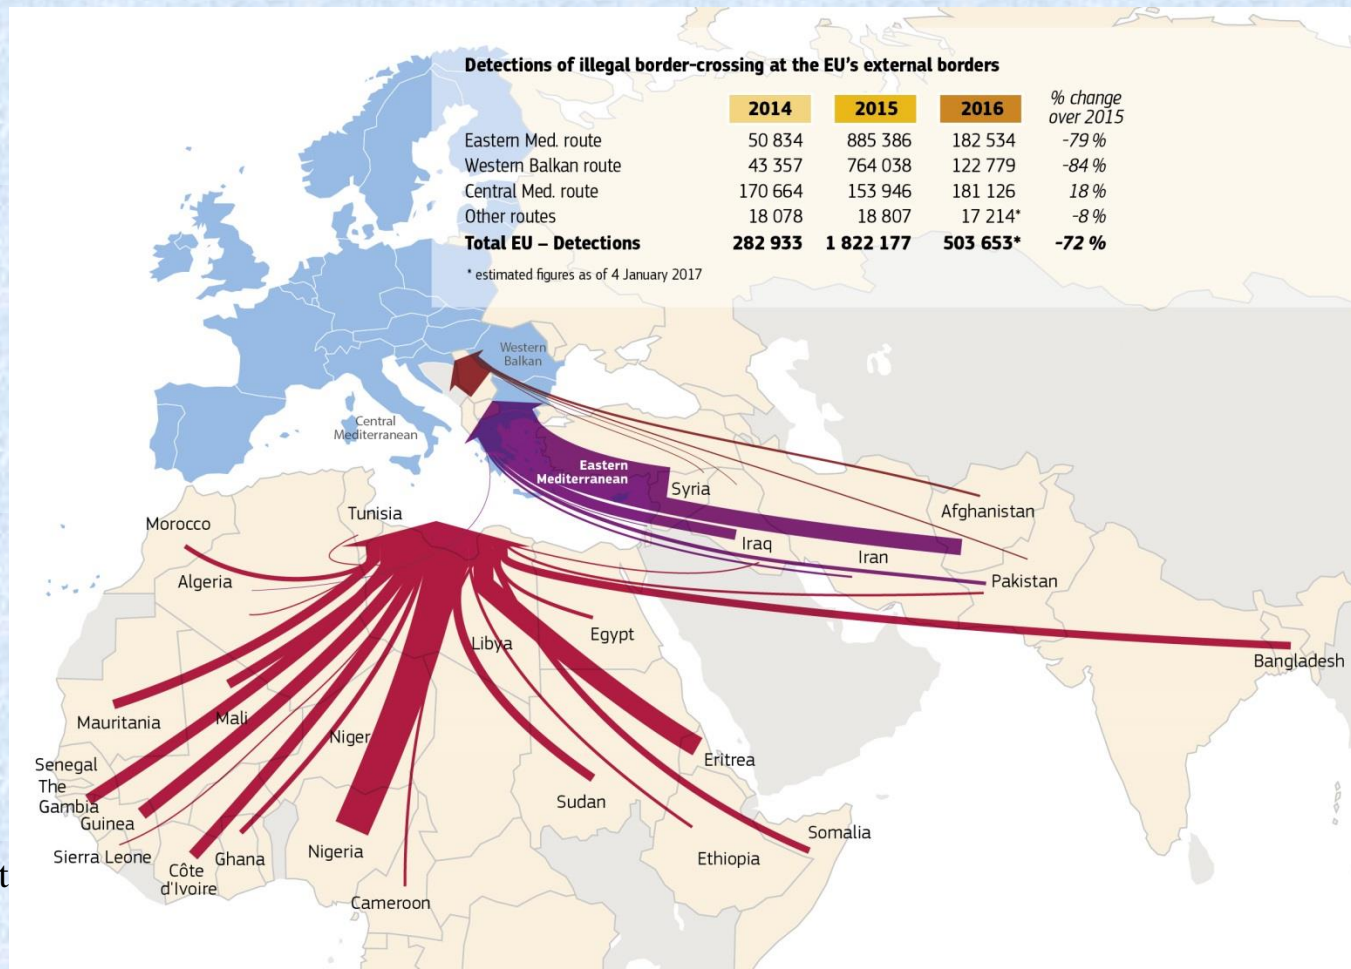 Detections of illegal border-crossing at the EU's external borders
% change
over 2015
2014 2015 2016
Eastern Med. route 50 834 885 386 182 534 -79 %
Western Balkan route 43 357 764 038 122 779 -84 %
Central Med. route 170 664 153 946 181 126 18 %
Other routes 18 078 18 807 17 214* -8 %
Total EU – Detections 282 933 1 822 177 503 653* -72 %
* estimated figures as of 4 January 2017
Western
Balkan
Central
Mediterranean
Eastern
Mediterranean
Syria
Afghanistan
Tunisia
Morocco
Iraq
Iran
Algeria
Pakistan
Libya
Egypt
Bangladesh
Mauritania
Mali
Niger
Eritrea
Senegal
The
Gambia
Guinea
Sudan
Somalia
Sierra Leone
Côte
d'Ivoire
Ghana
Nigeria
Ethiopia
Cameroon
t